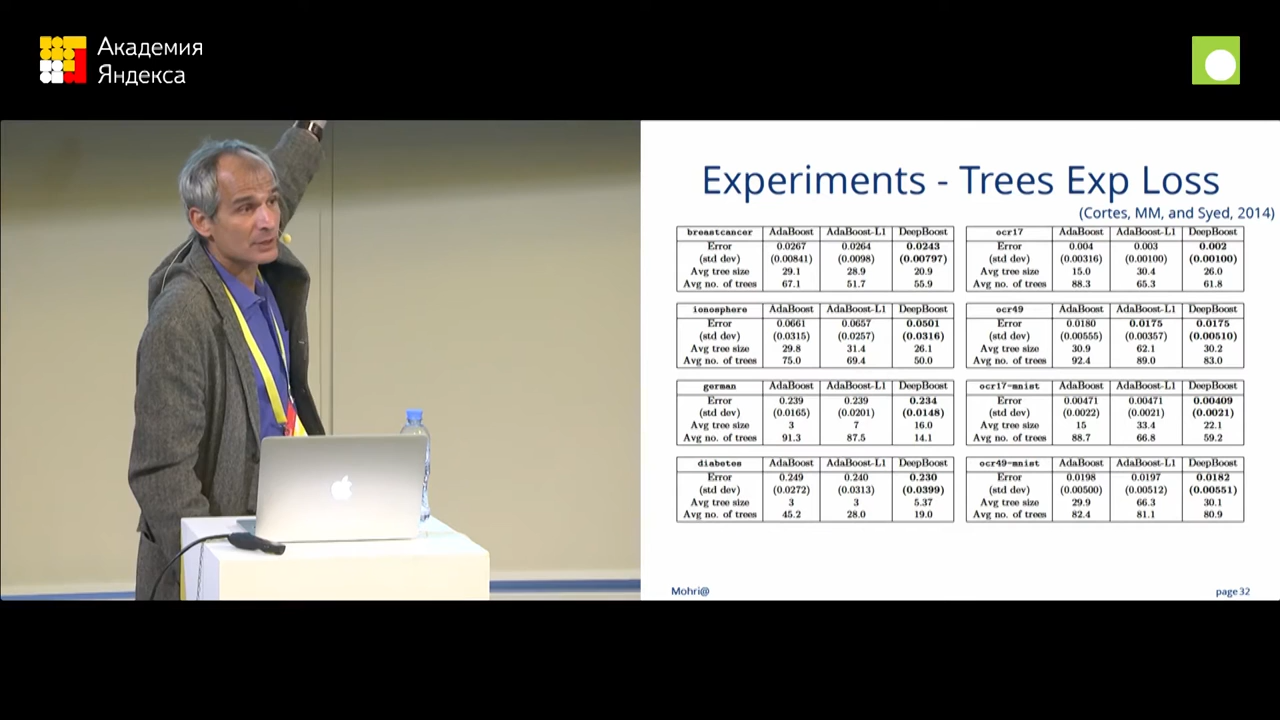 Академия
Яндекса
Experiments - Trees Exp Loss
(Cortes, MM, and Syed, 2014)
breastcancer AdaBoost AdaBoost-L1 DeepBoost
Error 0.0267 0.0264 0.0243
(std dev) (0.00841) (0.0098) (0.00797)
Avg tree size 29.1 28.9 20.9
Avg no. of trees 67.1 51.7 55.9
ocr17 AdaBoost AdaBoost-L1 DeepBoost
Error 0.004 0.003 0.002
(std dev) (0.00316) (0.00100) (0.00100)
Avg tree size 15.0 30.4 26.0
Avg no. of trees 88.3 65.3 61.8
ionosphere AdaBoost AdaBoost-L1 DeepBoost
Error 0.0661 0.0657 0.0501
(std dev) (0.0315) (0.0257) (0.0316)
Avg tree size 29.8 31.4 26.1
Avg no. of trees 75.0 69.4 50.0
ocr49 AdaBoost AdaBoost-L1 DeepBoost
Error 0.0180 0.0175 0.0175
(std dev) (0.00555) (0.00357) (0.00510)
Avg tree size 30.9 62.1 30.2
Avg no. of trees 92.4 89.0 83.0
german AdaBoost AdaBoost-L1 DeepBoost
Error 0.239 0.239 0.234
(std dev) (0.0165) (0.0201) (0.0148)
Avg tree size 3 7 16.0
Avg no. of trees 91.3 87.5 14.1
ocr17-mnist AdaBoost AdaBoost-L1 DeepBoost
Error 0.00471 0.00471 0.00409
(std dev) (0.0022) (0.0021) (0.0021)
Avg tree size 15 33.4 22.1
Avg no. of trees 88.7 66.8 59.2
diabetes AdaBoost AdaBoost-L1 DeepBoost
Error 0.249 0.240 0.230
(std dev) (0.0272) (0.0313) (0.0399)
Avg tree size 3 3 5.37
Avg no. of trees 45.2 28.0 19.0
ocr49-mnist AdaBoost AdaBoost-L1 DeepBoost
Error 0.0198 0.0197 0.0182
(std dev) (0.00500) (0.00512) (0.00551)
Avg tree size 29.9 66.3 30.1
Avg no. of trees 82.4 81.1 80.9
Mohri@
page 32